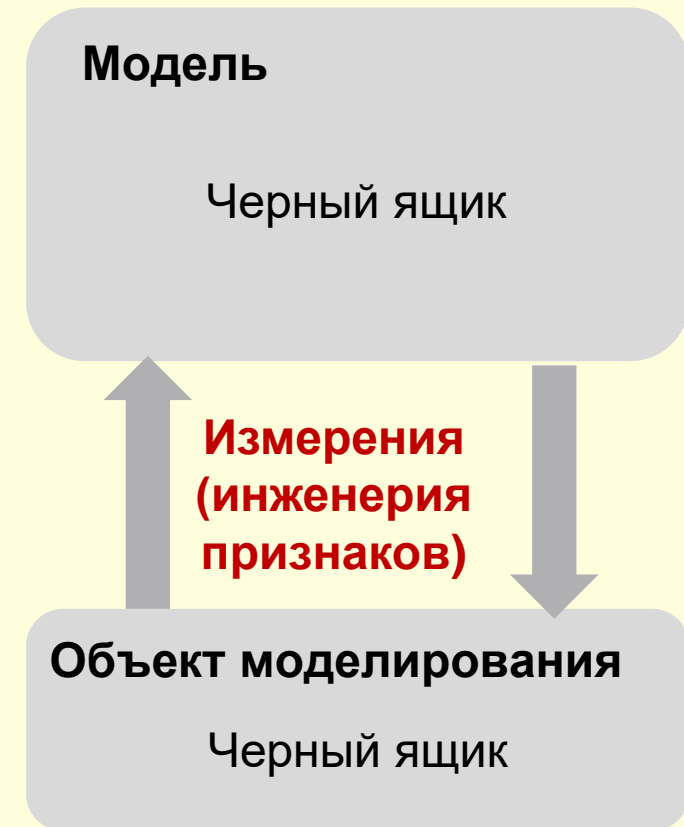 Модель
Черный ящик
Измерения
(инженерия
признаков)
Объект моделирования
Черный ящик